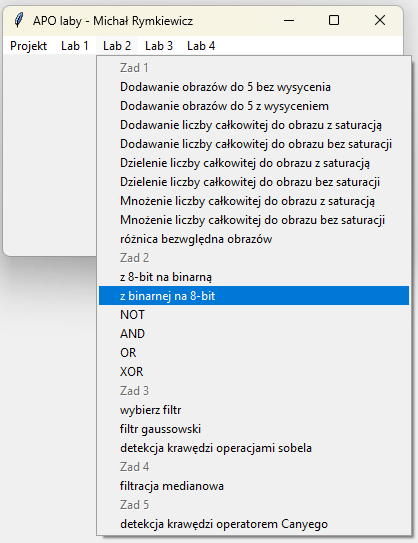 APO laby - Michał Rymkiewicz
Projekt Lab 1 Lab 2 Lab 3 Lab 4
Zad 1
Dodawanie obrazów do 5 bez wysycenia
Dodawanie obrazów do 5 z wysyceniem
Dodawanie liczby całkowitej do obrazu z saturacją
Dodawanie liczby całkowitej do obrazu bez saturacji
Dzielenie liczby całkowitej do obrazu z saturacją
Dzielenie liczby całkowitej do obrazu bez saturacji
Mnożenie liczby całkowitej do obrazu z saturacją
Mnożenie liczby całkowitej do obrazu bez saturacji
różnica bezwględna obrazów
Zad 2
z 8-bit na binarną
z binarnej na 8-bit
NOT
AND
OR
XOR
Zad 3
wybierz filtr
filtr gaussowski
detekcja krawędzi operacjami sobela
Zad 4
filtracja medianowa
Zad 5
detekcja krawędzi operatorem Canyego